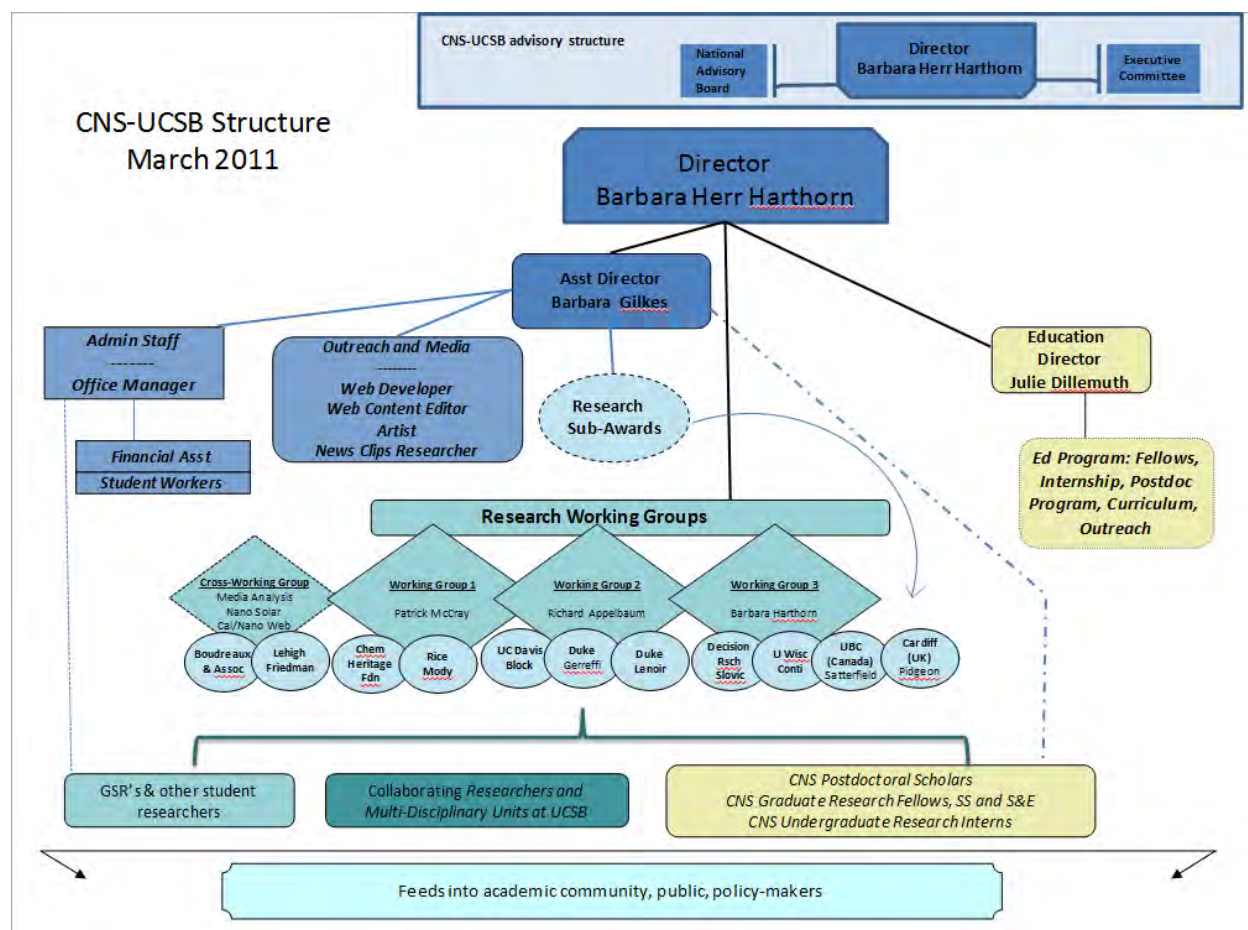 CNS-UCSB advisory structure
National
Advisory
Board
Director
Barbara Herr Harthorn
Executive
Committee
CNS-UCSB Structure
March 2011
Director
Barbara Herr Harthorn
Asst Director
Barbara Gilkes
Admin Staff
-------
Office Manager
Outreach and Media
--------
Web Developer
Web Content Editor
Artist
News Clips Researcher
Research
Sub-Awards
Education
Director
Julie Dillemuth
Financial Asst
Student Workers
Ed Program: Fellows,
Internship, Postdoc
Program, Curriculum,
Outreach
Research Working Groups
Cross-Working Group
Media Analysis
Nano Solar
Cal/Nano Web
Working Group 1
Patrick McCray
Working Group 2
Richard Appelbaum
Working Group 3
Barbara Harthorn
Boudreaux
& Assoc
Lehigh
Friedman
Chem
Heritage
Fdn
Rice
Mody
UC Davis
Block
Duke
Gerreffi
Duke
Lenoir
Decision
Rsch
Slovic
U Wisc
Conti
UBC
(Canada)
Satterfield
Cardiff
(UK)
Pidgeon
GSR's & other student
researchers
Collaborating Researchers and
Multi-Disciplinary Units at UCSB
CNS Postdoctoral Scholars
CNS Graduate Research Fellows, SS and S&E
CNS Undergraduate Research Interns
Feeds into academic community, public, policy-makers